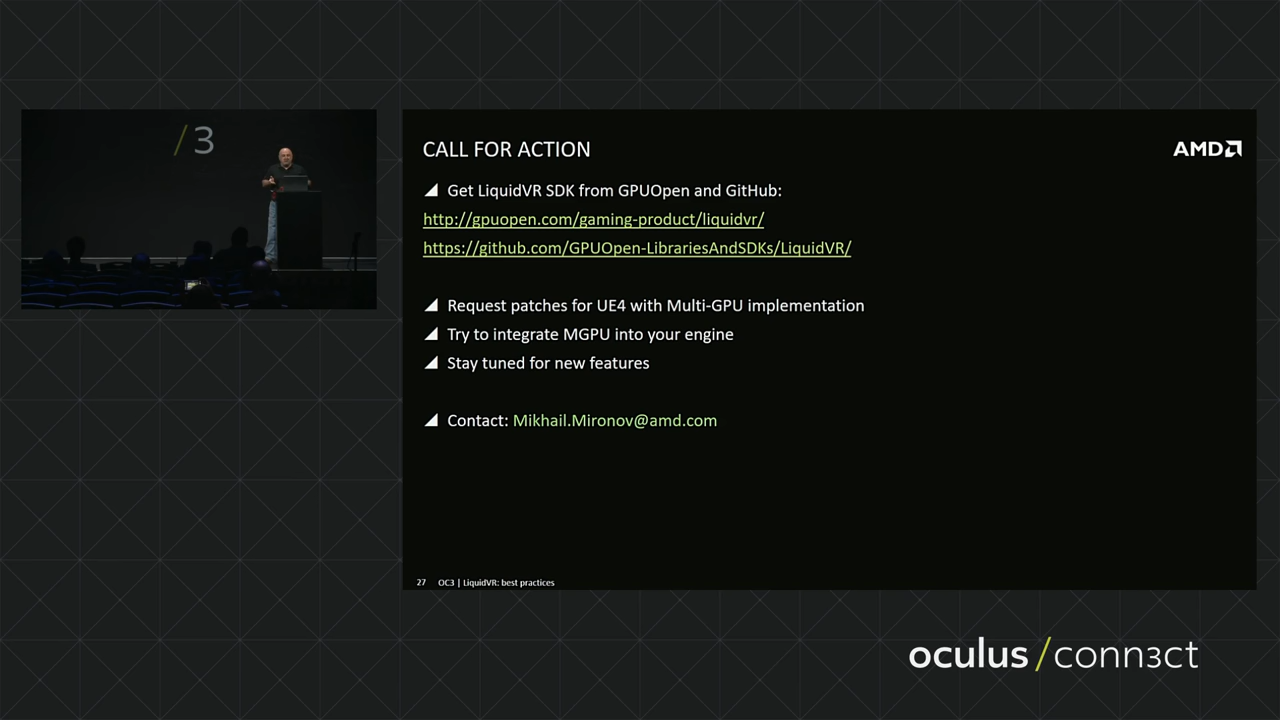 /3
CALL FOR ACTION
AMD
Get LiquidVR SDK from GPUOpen and GitHub:
http://gpuopen.com/gaming-product/liquidvr/
https://github.com/GPUOpen-LibrariesAndSDKs/LiquidVR/
Request patches for UE4 with Multi-GPU implementation
Try to integrate MGPU into your engine
Stay tuned for new features
Contact: Mikhail.Mironov@amd.com
27 OC3 | LiquidVR: best practices
oculus/conn3ct